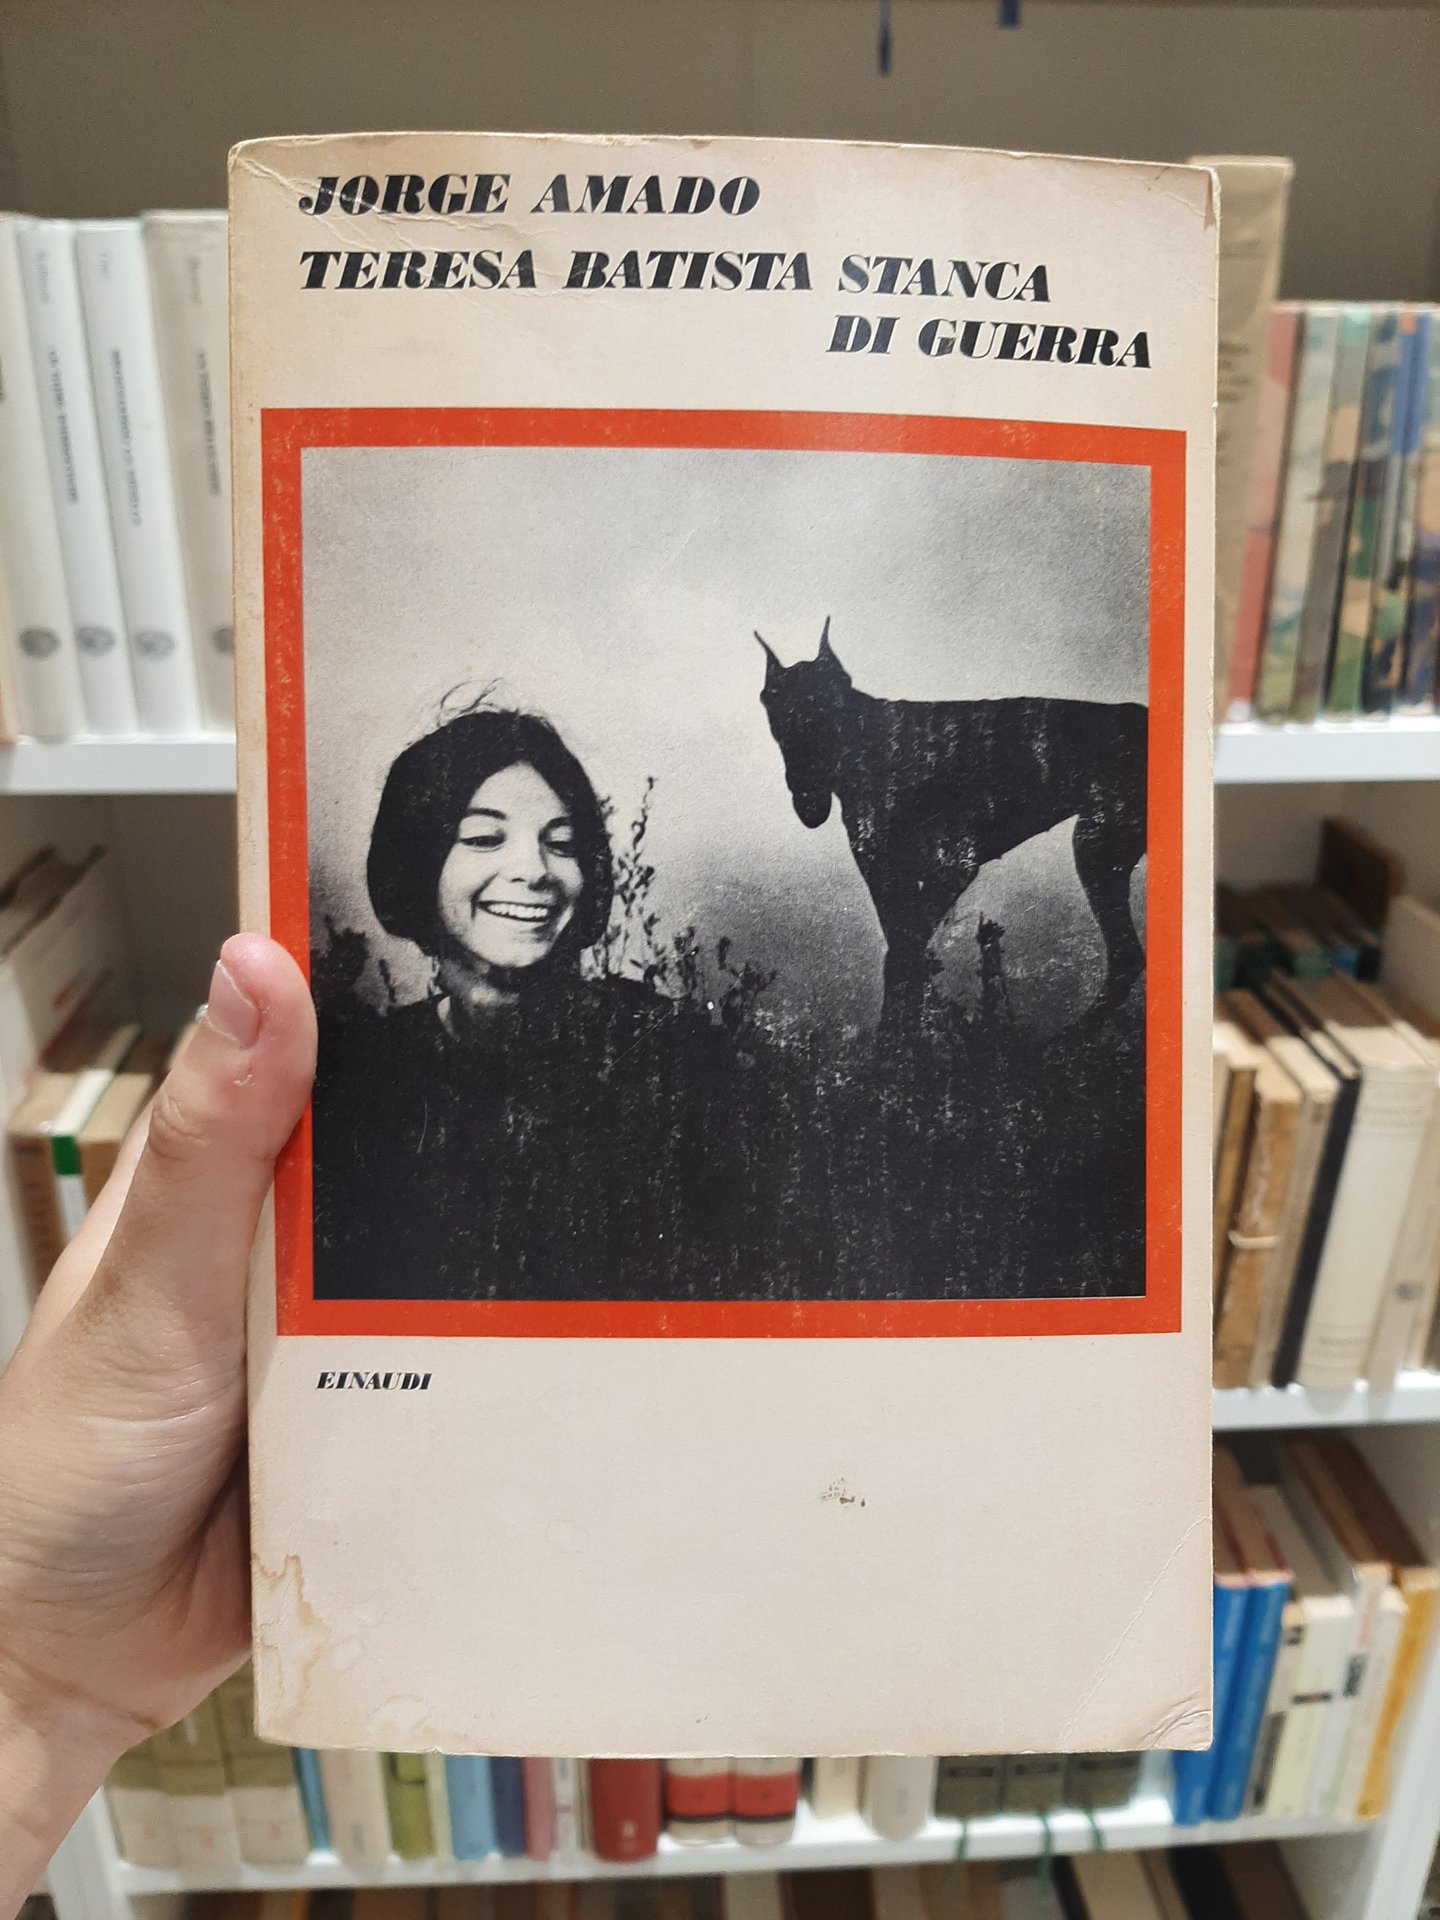 JORGE AMADO
TERESA BATISTA STANCA
DI GUERRA
EINAUDI